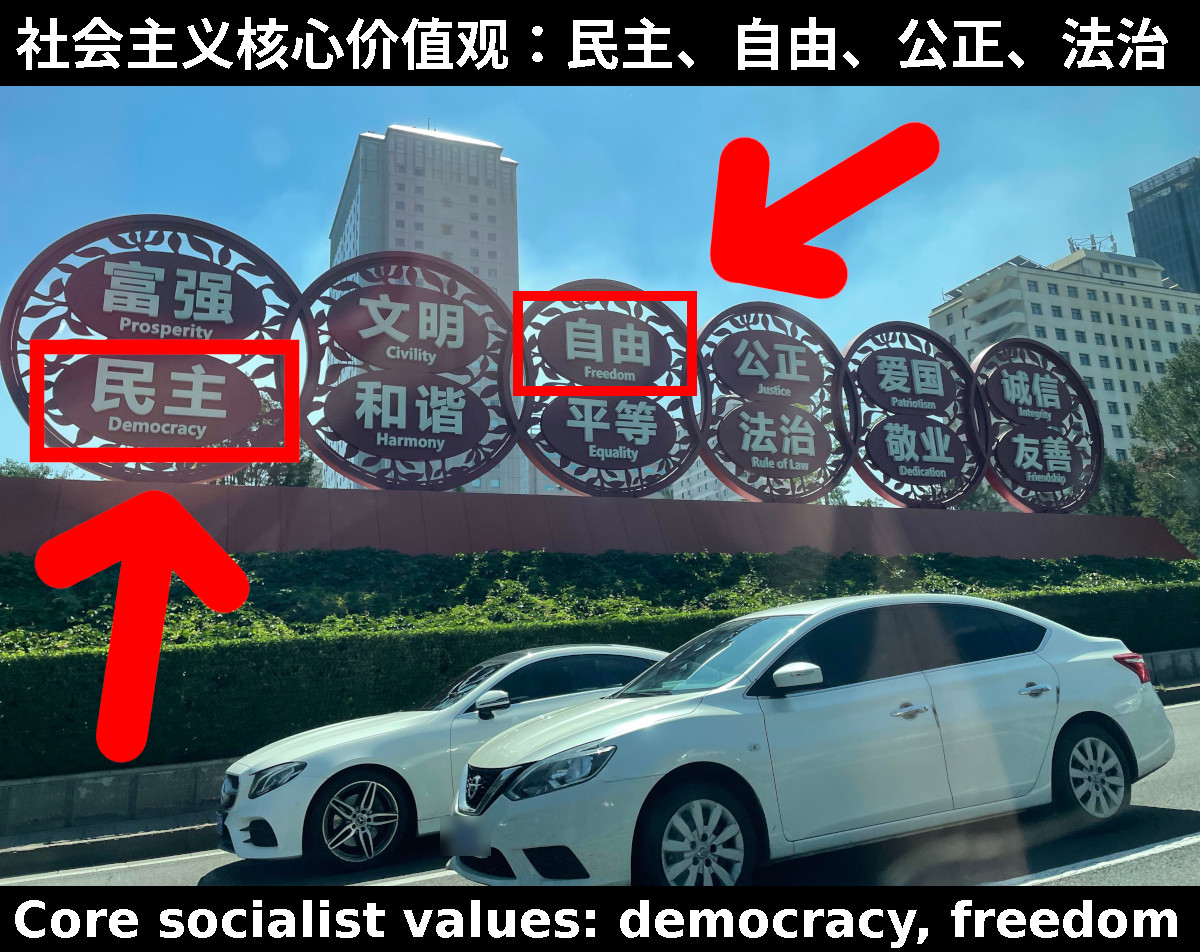 社会主义核心价值观：民主、自由、公正、法治
富强
Prosperity
民主
Democracy
文明
Civility
和谐
Harmony
自由
Freedom
平等
Equality
公正
Justice
法治
Rule of Law
爱国
Patriotism
敬业
Dedication
诚信
Integrity
友善
Friendship
Core socialist values: democracy, freedom